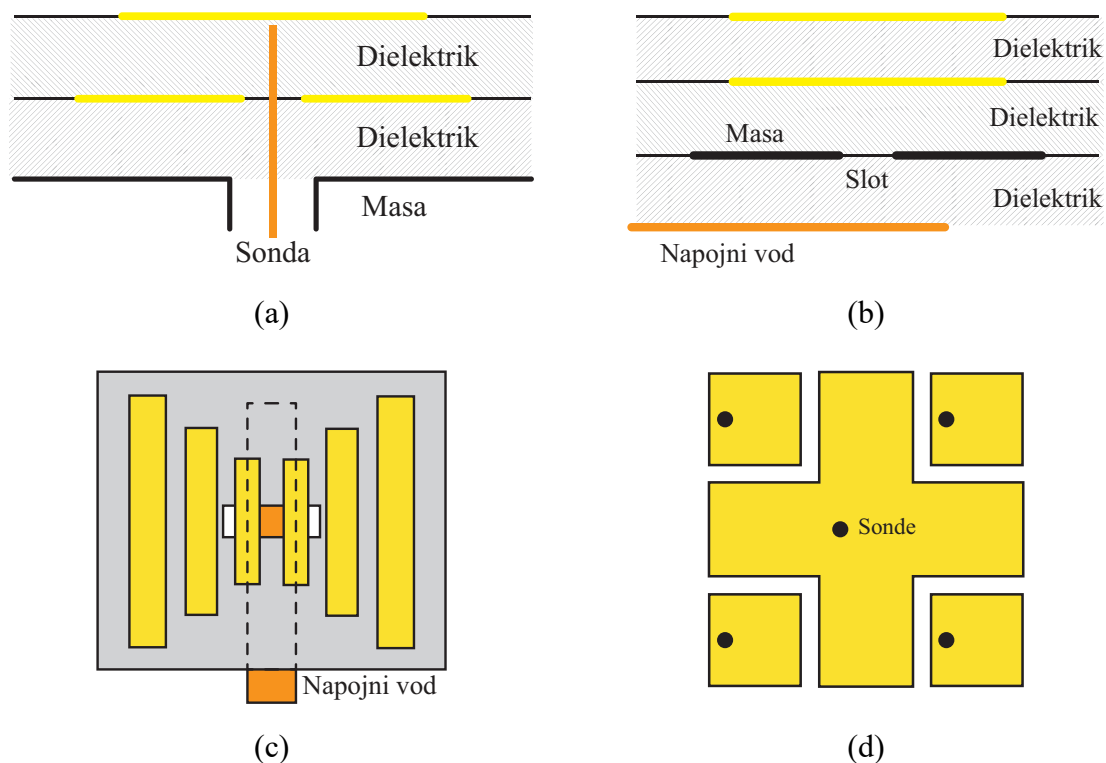 Dielektrik
Dielektrik
Masa
Sonda
(a)
Dielektrik
Dielektrik
Masa
Slot
Dielektrik
Napojni vod
(b)
Napojni vod
(c)
Sonde
(d)